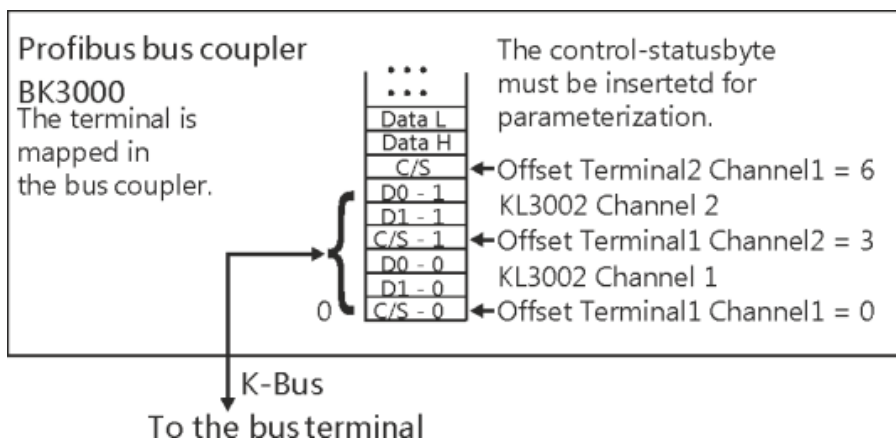 Profibus bus coupler
BK3000
The terminal is
mapped in
the bus coupler.
The control-statusbyte
must be insertetd for
parameterization.
Data L
Data H
C/S
Offset Terminal2 Channel1 = 6
D0 - 1
KL3002 Channel 2
D1 - 1
C/S - 1
Offset Terminal1 Channel2 = 3
D0 - 0
KL3002 Channel 1
D1 - 0
0
C/S - 0
Offset Terminal1 Channel1 = 0
K-Bus
To the bus terminal